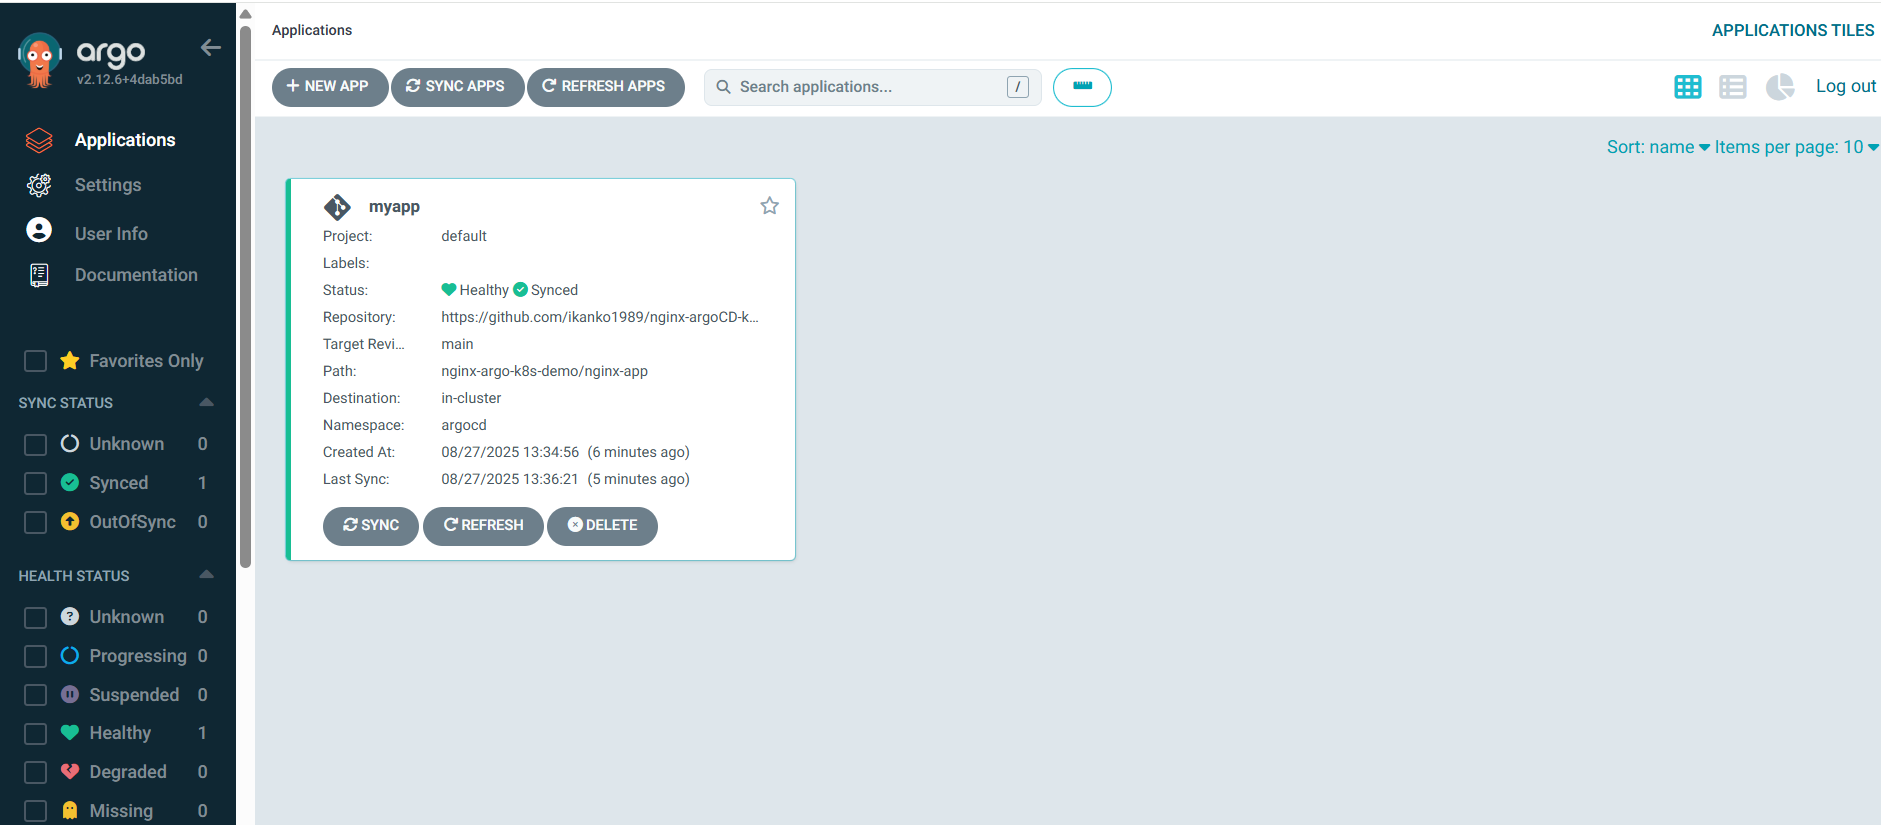 argo
v2.12.6+4dab5bd
Applications
Settings
User Info
Documentation
Favorites Only
SYNC STATUS
Unknown 0
Synced 1
OutOfSync 0
HEALTH STATUS
Unknown 0
Progressing 0
Suspended 0
Healthy 1
Degraded 0
Missing 0
Applications
APPLICATIONS TILES
+ NEW APP
SYNC APPS
REFRESH APPS
Search applications... /
Log out
Sort: name Items per page: 10
myapp
Project: default
Labels:
Status: Healthy Synced
Repository: https://github.com/ikanko1989/nginx-argoCD-k...
Target Revi... main
Path: nginx-argo-k8s-demo/nginx-app
Destination: in-cluster
Namespace: argocd
Created At: 08/27/2025 13:34:56 (6 minutes ago)
Last Sync: 08/27/2025 13:36:21 (5 minutes ago)
SYNC REFRESH DELETE